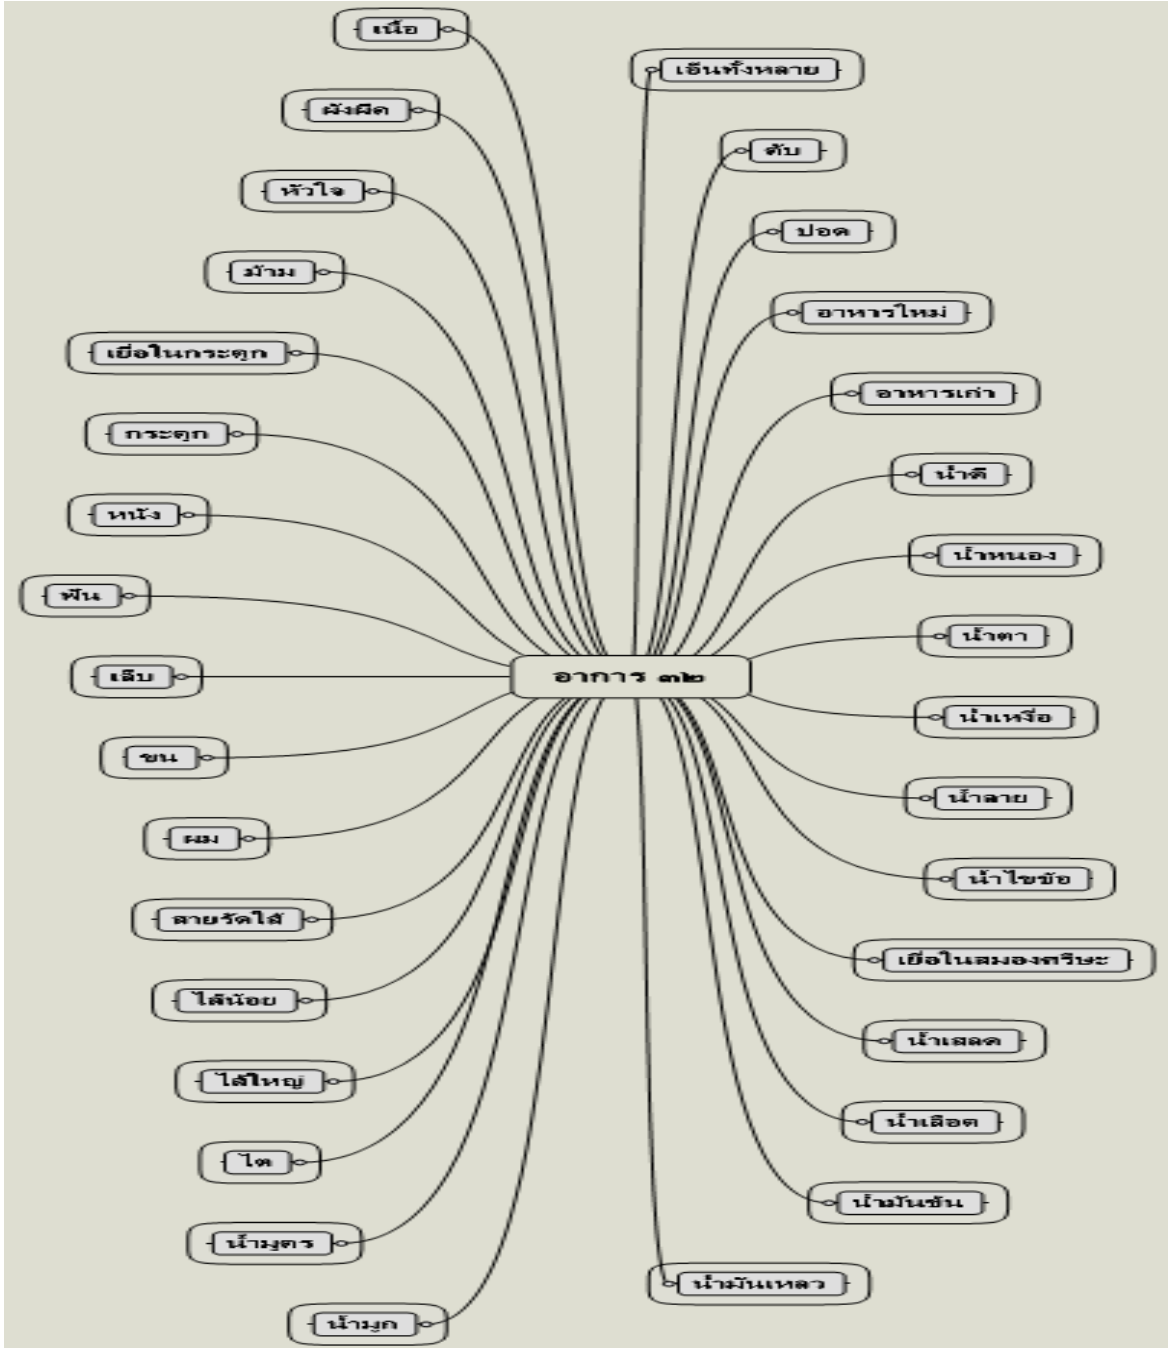 เนื้อ
เอ็นทั้งหลาย
ผังผืด
ตับ
หัวใจ
ปอด
ม้าม
อาหารใหม่
เยื่อในกระดูก
อาหารเก่า
กระดูก
น้ำดี
หนัง
น้ำหนอง
ฟัน
น้ำตา
เล็บ
อาการ ๓๒
น้ำเหงื่อ
ขน
น้ำลาย
ผม
น้ำไขข้อ
สายรัดไส้
เยื่อในสมองศรีษะ
ไส้น้อย
น้ำเสลด
ไส้ใหญ่
น้ำเลือด
ไต
น้ำมันข้น
น้ำมูตร
น้ำมันเหลว
น้ำมูก